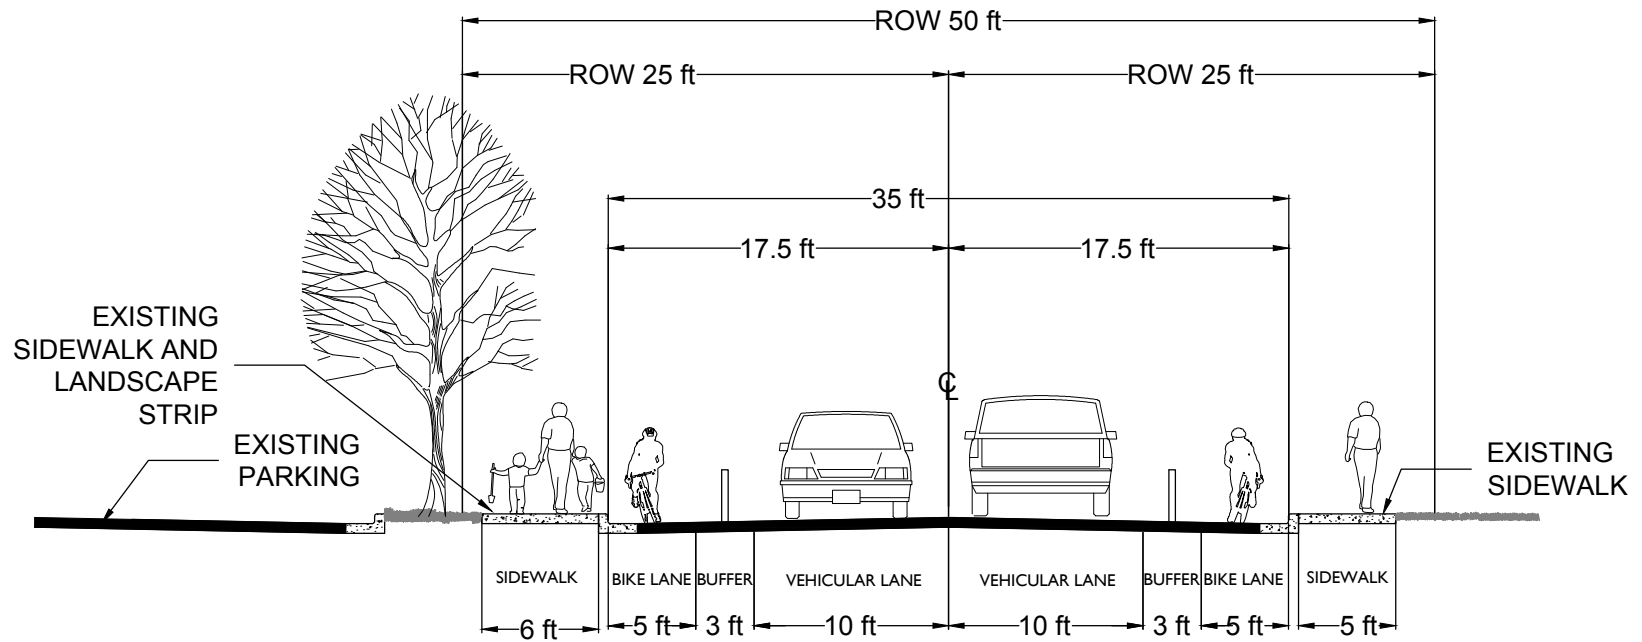 ROW 50 ft
ROW 25 ft
ROW 25 ft
35 ft
17.5 ft
17.5 ft
EXISTING
SIDEWALK AND
LANDSCAPE
STRIP
EXISTING
PARKING
CL
EXISTING
SIDEWALK
SIDEWALK
BIKE LANE
BUFFER
VEHICULAR LANE
VEHICULAR LANE
BUFFER
BIKE LANE
SIDEWALK
6 ft
5 ft
3 ft
10 ft
10 ft
3 ft
5 ft
5 ft